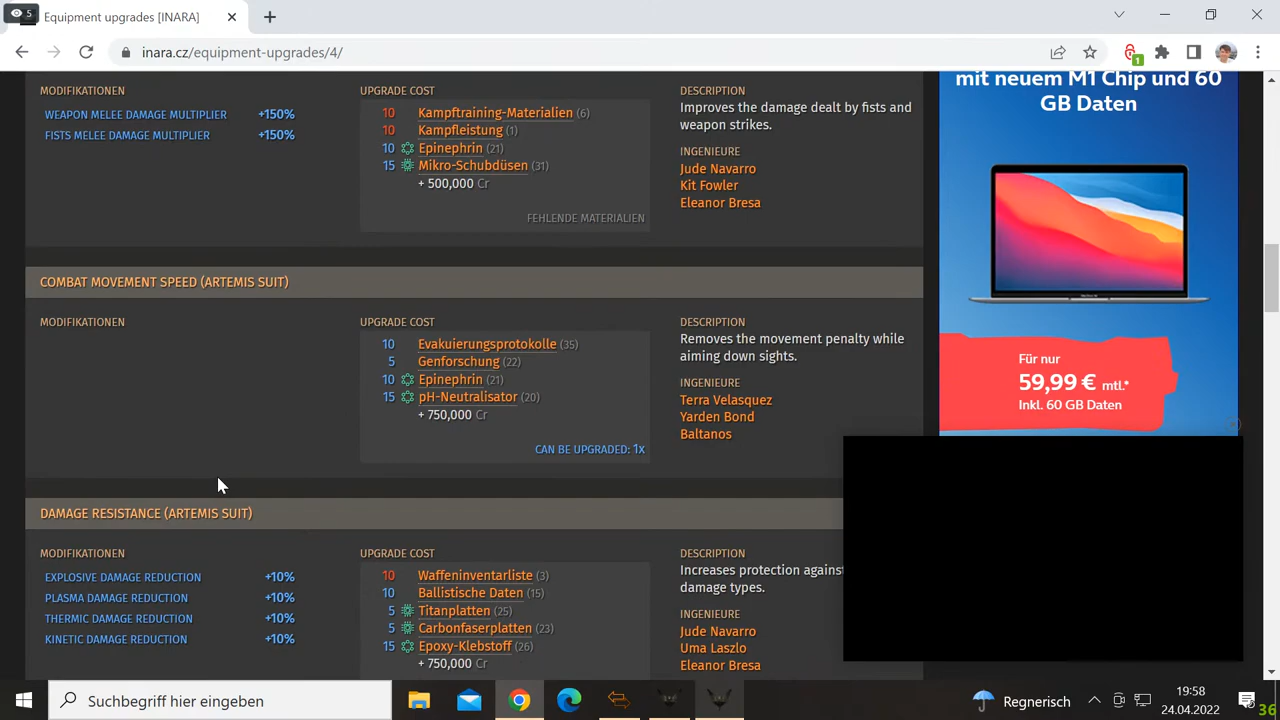 5
Equipment upgrades [INARA]
inara.cz/equipment-upgrades/4/
1
MODIFIKATIONEN
WEAPON MELEE DAMAGE MULTIPLIER +150%
FISTS MELEE DAMAGE MULTIPLIER +150%
UPGRADE COST
10 Kampftraining-Materialien (6)
10 Kampfleistung (1)
10 Epinephrin (21)
15 Mikro-Schubdüsen (31)
+ 500,000 Cr
FEHLENDE MATERIALIEN
DESCRIPTION
Improves the damage dealt by fists and
weapon strikes.
INGENIEURE
Jude Navarro
Kit Fowler
Eleanor Bresa
COMBAT MOVEMENT SPEED (ARTEMIS SUIT)
MODIFIKATIONEN
UPGRADE COST
10 Evakuierungsprotokolle (35)
5 Genforschung (22)
10 Epinephrin (21)
15 pH-Neutralisator (20)
+ 750,000 Cr
CAN BE UPGRADED: 1x
DESCRIPTION
Removes the movement penalty while
aiming down sights.
INGENIEURE
Terra Velasquez
Yarden Bond
Baltanos
DAMAGE RESISTANCE (ARTEMIS SUIT)
MODIFIKATIONEN
EXPLOSIVE DAMAGE REDUCTION +10%
PLASMA DAMAGE REDUCTION +10%
THERMIC DAMAGE REDUCTION +10%
KINETIC DAMAGE REDUCTION +10%
UPGRADE COST
10 Waffeninventarliste (3)
10 Ballistische Daten (15)
5 Titanplatten (25)
5 Carbonfaserplatten (23)
15 Epoxy-Klebstoff (26)
+ 750,000 Cr
DESCRIPTION
Increases protection against
damage types.
INGENIEURE
Jude Navarro
Uma Laszlo
Eleanor Bresa
mit neuem M1 Chip und 60
GB Daten
Für nur
59,99 € mtl.*
Inkl. 60 GB Daten
Suchbegriff hier eingeben
Regnerisch
19:58
24.04.2022
36